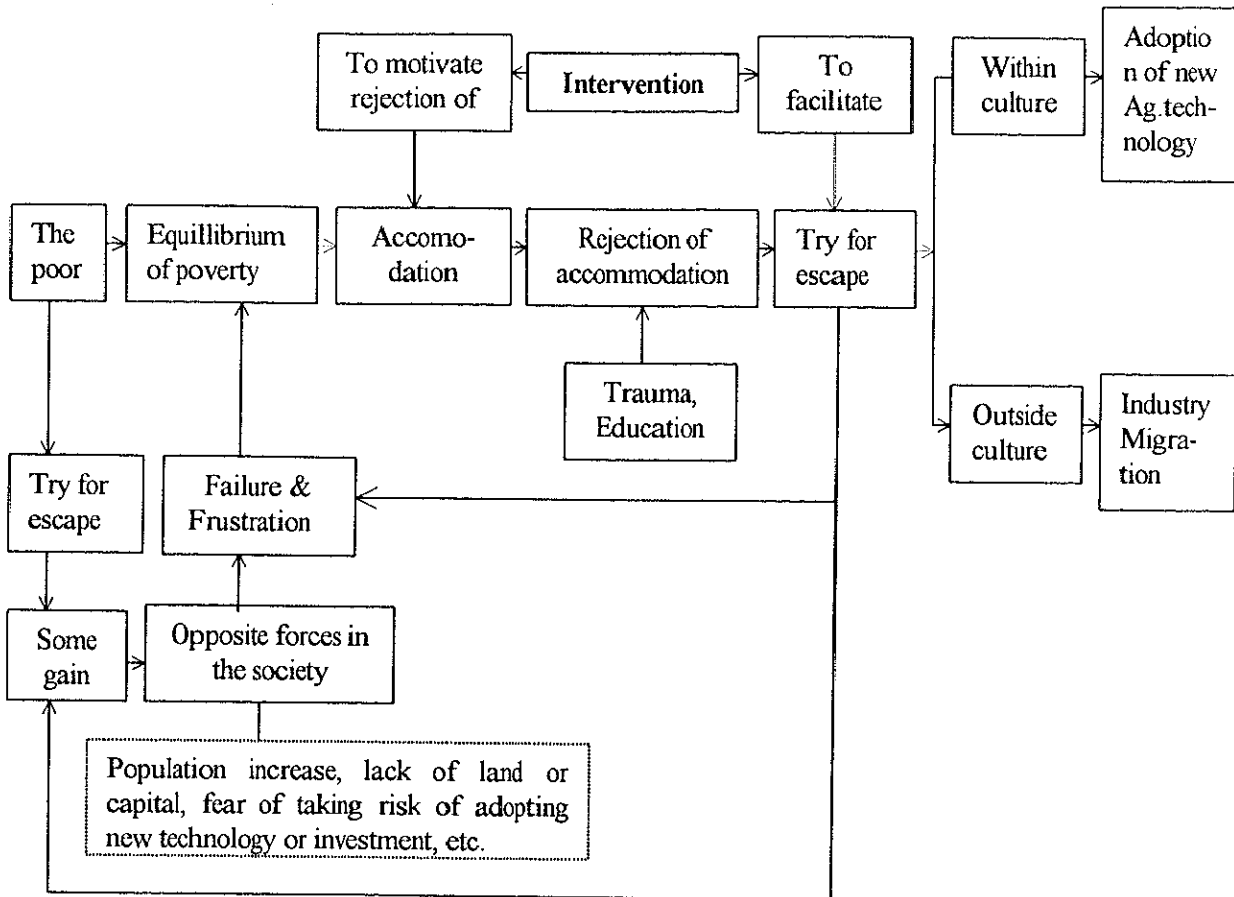 To motivate
rejection of
Intervention
To
facilitate
Within
culture
Adoptio
n of new
Ag.tech-
nology
The
poor
Equillibrium
of poverty
Accomo-
dation
Rejection of
accommodation
Try for
escape
Trauma,
Education
Outside
culture
Industry
Migra-
tion
Try for
escape
Failure &
Frustration
Some
gain
Opposite forces in
the society
Population increase, lack of land or
capital, fear of taking risk of adopting
new technology or investment, etc.